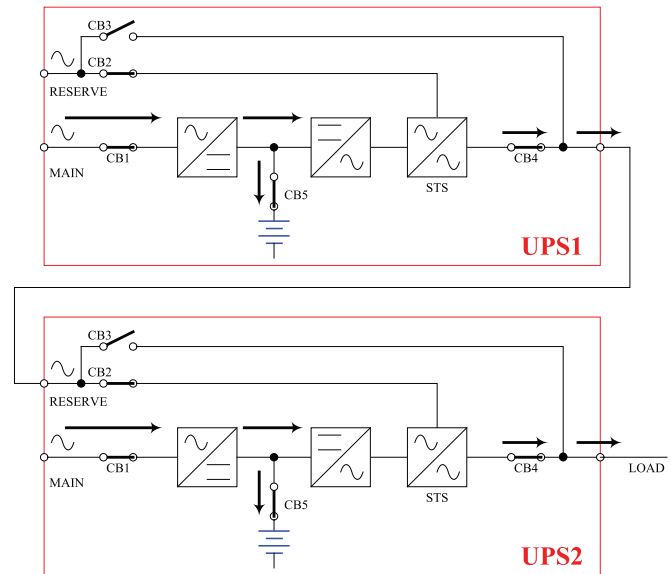 CB3
CB2
RESERVE
MAIN
CB1
CB5
STS
CB4
UPS1
CB3
CB2
RESERVE
MAIN
CB1
CB5
STS
CB4
LOAD
UPS2